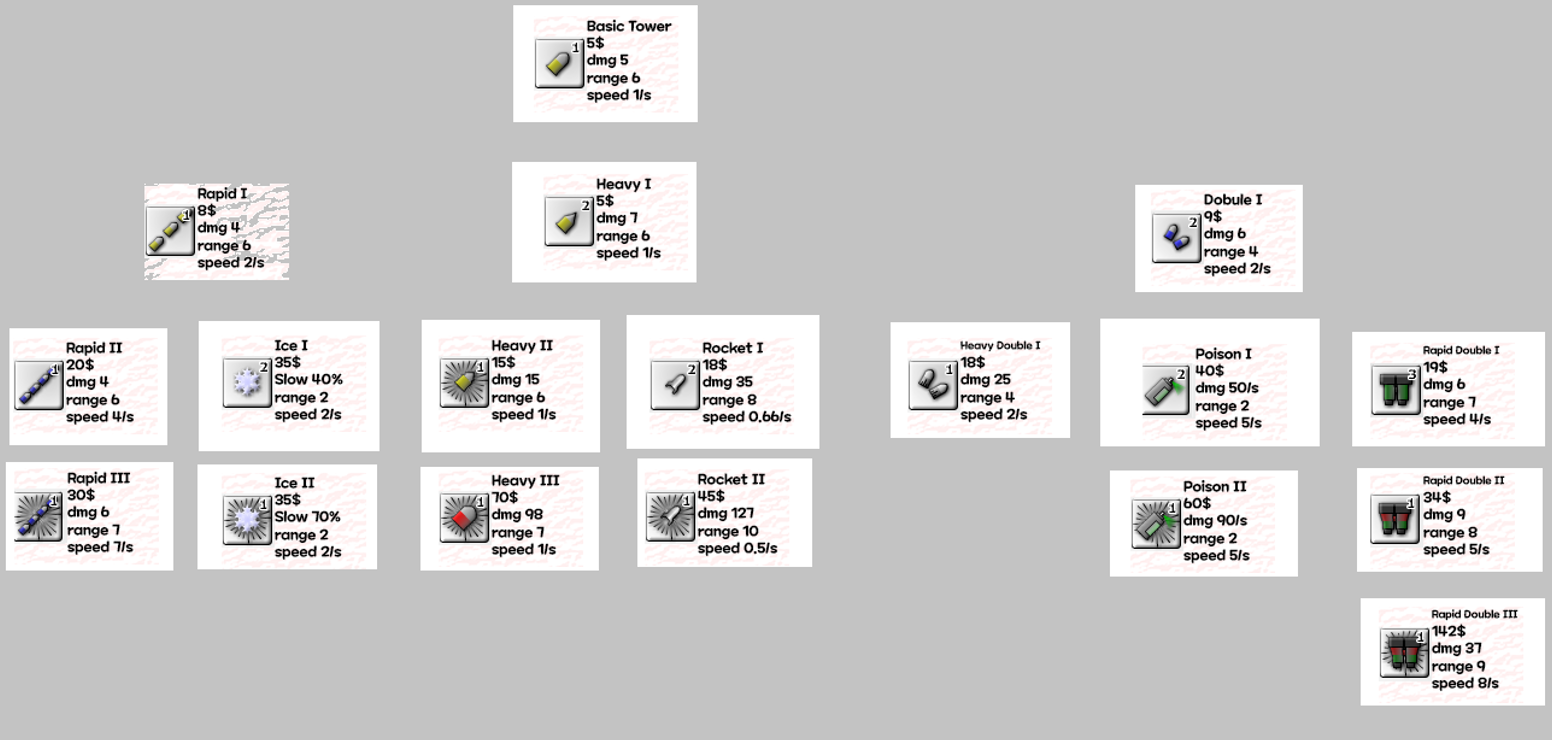 Basic Tower
1
5$
dmg 5
range 6
speed 1/s
Rapid I
1
8$
dmg 4
range 6
speed 2/s
Heavy I
2
5$
dmg 7
range 6
speed 1/s
Dobule I
2
9$
dmg 6
range 4
speed 2/s
Rapid II
1
20$
dmg 4
range 6
speed 4/s
Ice I
2
35$
Slow 40%
range 2
speed 2/s
Heavy II
1
15$
dmg 15
range 6
speed 1/s
Rocket I
2
18$
dmg 35
range 8
speed 0.66/s
Heavy Double I
1
18$
dmg 25
range 4
speed 2/s
Poison I
2
40$
dmg 50/s
range 2
speed 5/s
Rapid Double I
3
19$
dmg 6
range 7
speed 4/s
Rapid III
1
30$
dmg 6
range 7
speed 7/s
Ice II
1
35$
Slow 70%
range 2
speed 2/s
Heavy III
1
70$
dmg 98
range 7
speed 1/s
Rocket II
1
45$
dmg 127
range 10
speed 0.5/s
Poison II
1
60$
dmg 90/s
range 2
speed 5/s
Rapid Double II
1
34$
dmg 9
range 8
speed 5/s
Rapid Double III
1
142$
dmg 37
range 9
speed 8/s